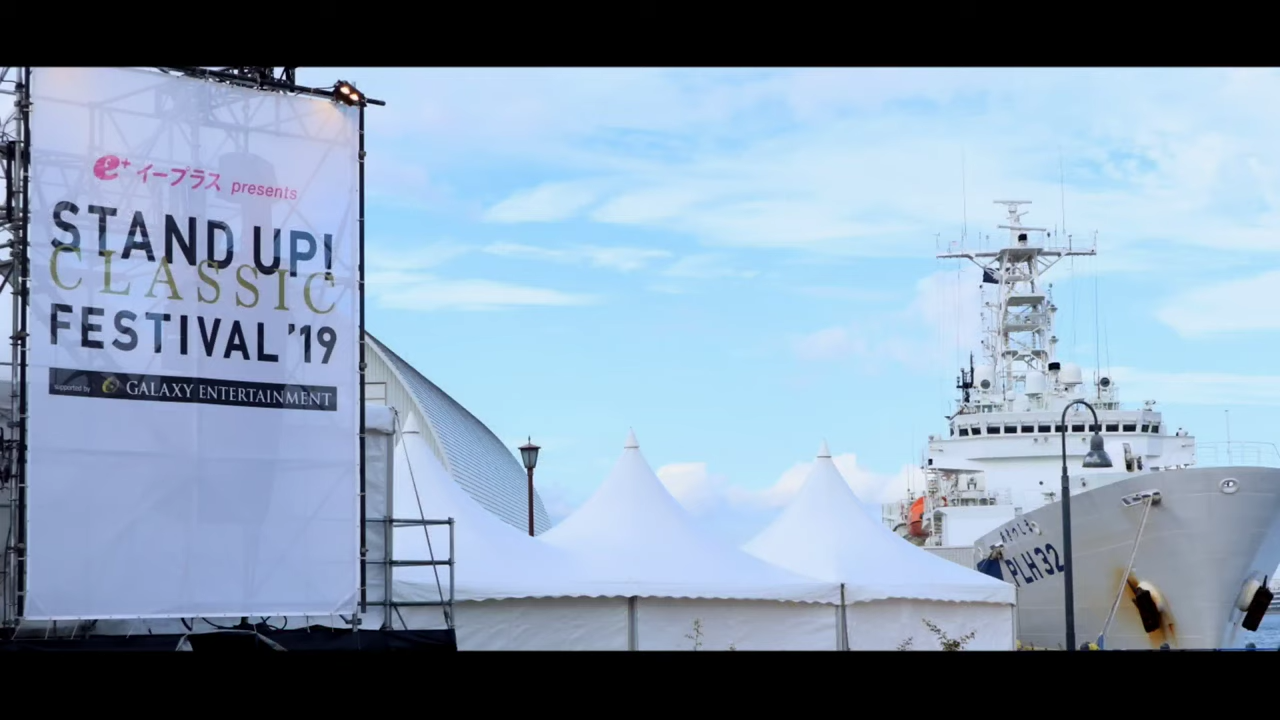 e+ イープラス presents
STAND UP!
CLASSIC
FESTIVAL '19
supported by GALAXY ENTERTAINMENT
PLH32